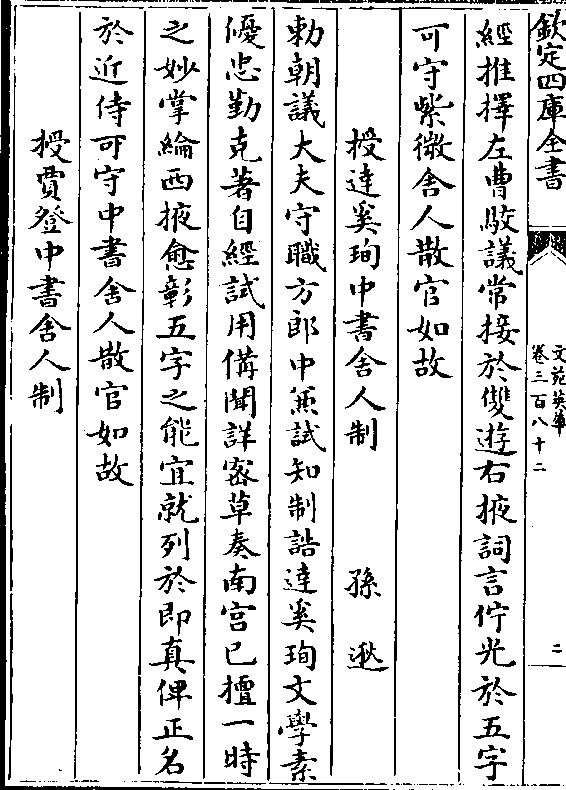 欽定四庫全書
文苑英華
卷三百八十二
二
經推擇左曹駮議常接於雙遊右掖詞言佇光於五字
可守紫微舍人散官如故
授達奚珣中書舍人制 孫逖
勅朝議大夫守職方郎中兼試知制誥達奚珣文學素
優忠勤克著自經試用備聞詳密草奏南宫已擅一時
之妙掌綸西掖愈彰五字之能宜就列於即真俾正名
於近侍可守中書舍人散官如故
授賈登中書舍人制